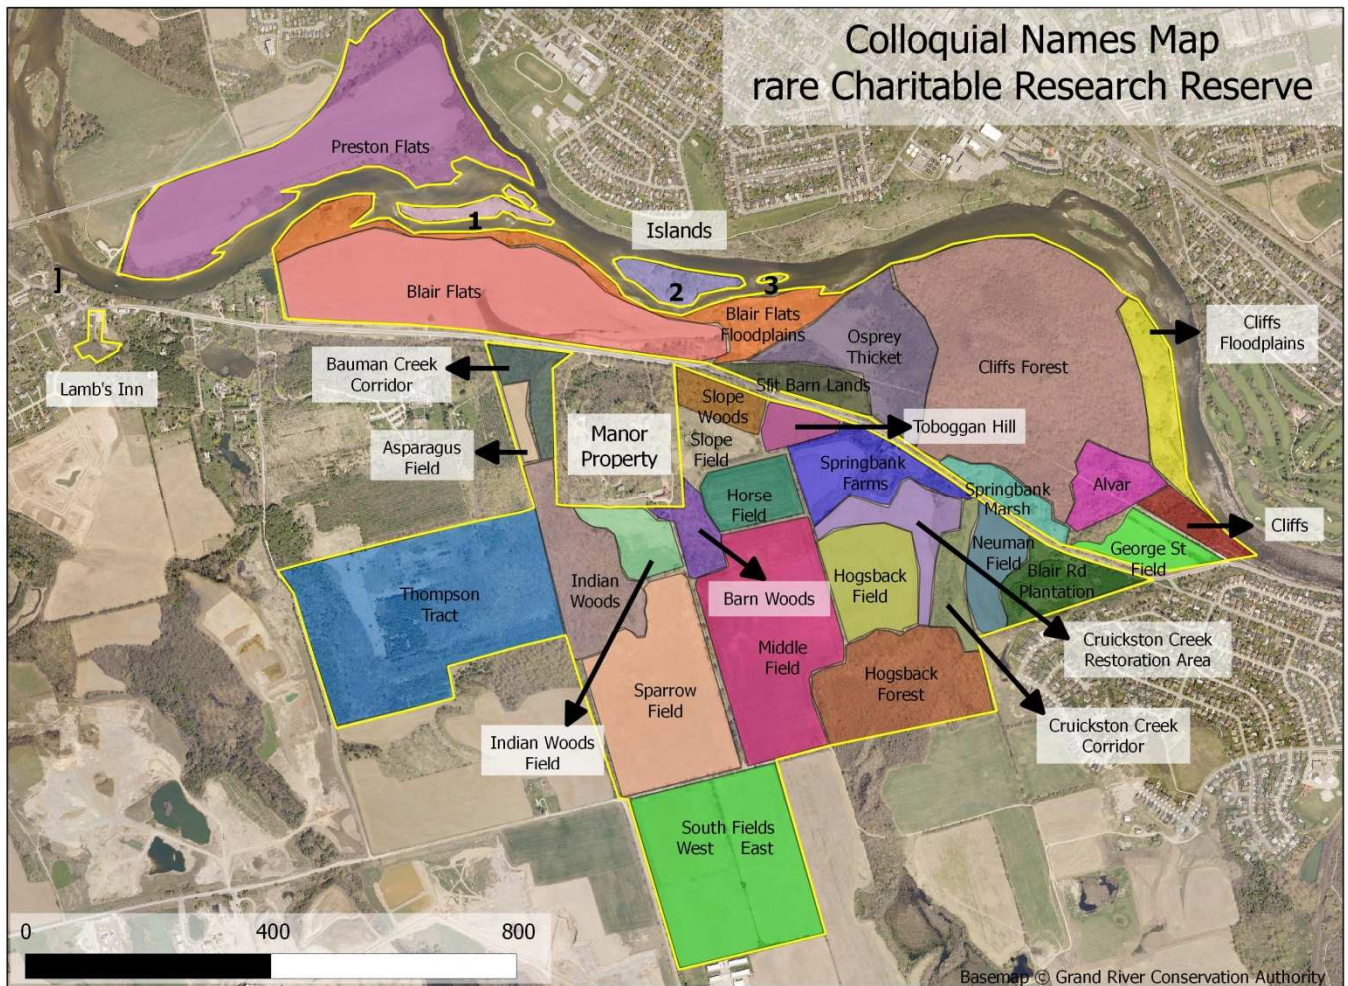 Colloquial Names Map
rare Charitable Research Reserve
Preston Flats
1
Islands
2
3
]
Blair Flats
Blair Flats
Floodplains
Osprey
Thicket
Cliffs Forest
Cliffs
Floodplains
Lamb's Inn
Bauman Creek
Corridor
Slit Barn Lands
Slope
Woods
Toboggan Hill
Asparagus
Field
Manor
Property
Slope
Field
Springbank
Farms
Horse
Field
Springbank
Marsh
Alvar
Cliffs
Neuman
Field
George St
Field
Thompson
Tract
Indian
Woods
Barn Woods
Hogsback
Field
Blair Rd
Plantation
Cruickston Creek
Restoration Area
Middle
Field
Hogsback
Forest
Sparrow
Field
Indian Woods
Field
Cruickston Creek
Corridor
South Fields
West East
0 400 800
Basemap © Grand River Conservation Authority